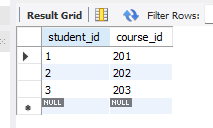 Result Grid Filter Rows:
student_id course_id
1 201
2 202
3 203
NULL NULL